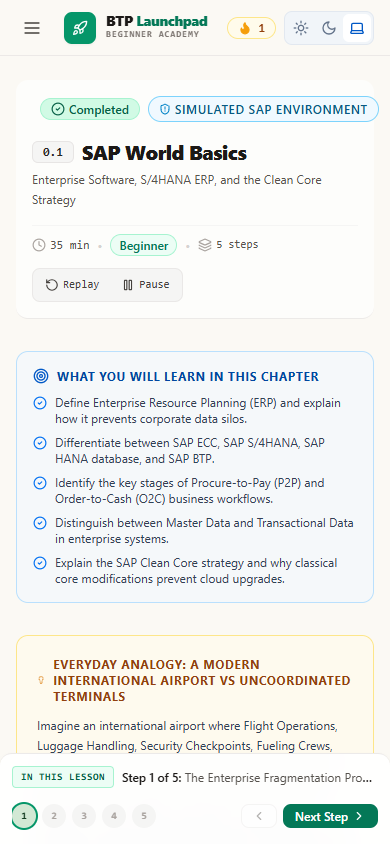 BTP Launchpad
BEGINNER ACADEMY
1
Completed
SIMULATED SAP ENVIRONMENT
0.1 SAP World Basics
Enterprise Software, S/4HANA ERP, and the Clean Core
Strategy
35 min • Beginner • 5 steps
Replay Pause
WHAT YOU WILL LEARN IN THIS CHAPTER
Define Enterprise Resource Planning (ERP) and explain
how it prevents corporate data silos.
Differentiate between SAP ECC, SAP S/4HANA, SAP
HANA database, and SAP BTP.
Identify the key stages of Procure-to-Pay (P2P) and
Order-to-Cash (O2C) business workflows.
Distinguish between Master Data and Transactional Data
in enterprise systems.
Explain the SAP Clean Core strategy and why classical
core modifications prevent cloud upgrades.
EVERYDAY ANALOGY: A MODERN
INTERNATIONAL AIRPORT VS UNCOORDINATED
TERMINALS
Imagine an international airport where Flight Operations,
Luggage Handling, Security Checkpoints, Fueling Crews,
IN THIS LESSON Step 1 of 5: The Enterprise Fragmentation Pro...
1 2 3 4 5 Next Step